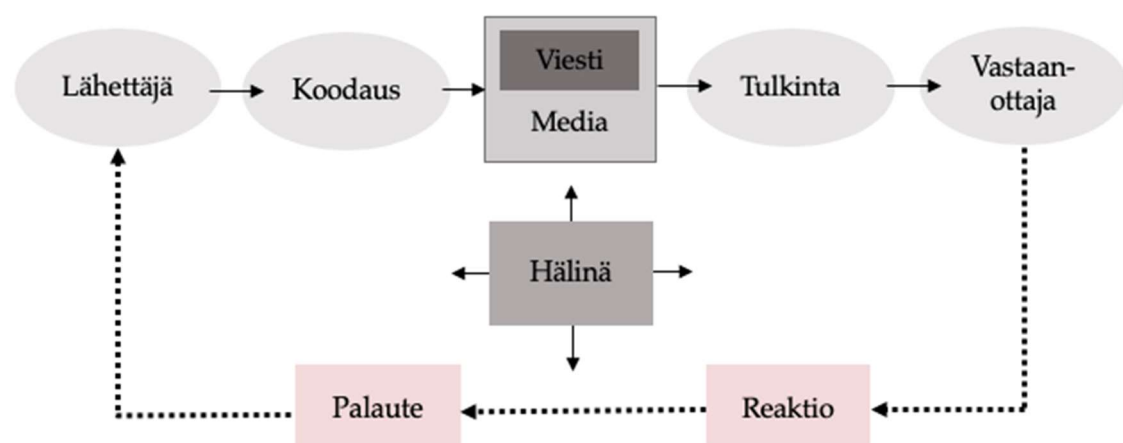 Lähettäjä
Koodaus
Viesti
Media
Tulkinta
Vastaan-
ottaja
Hälinä
Palaute
Reaktio